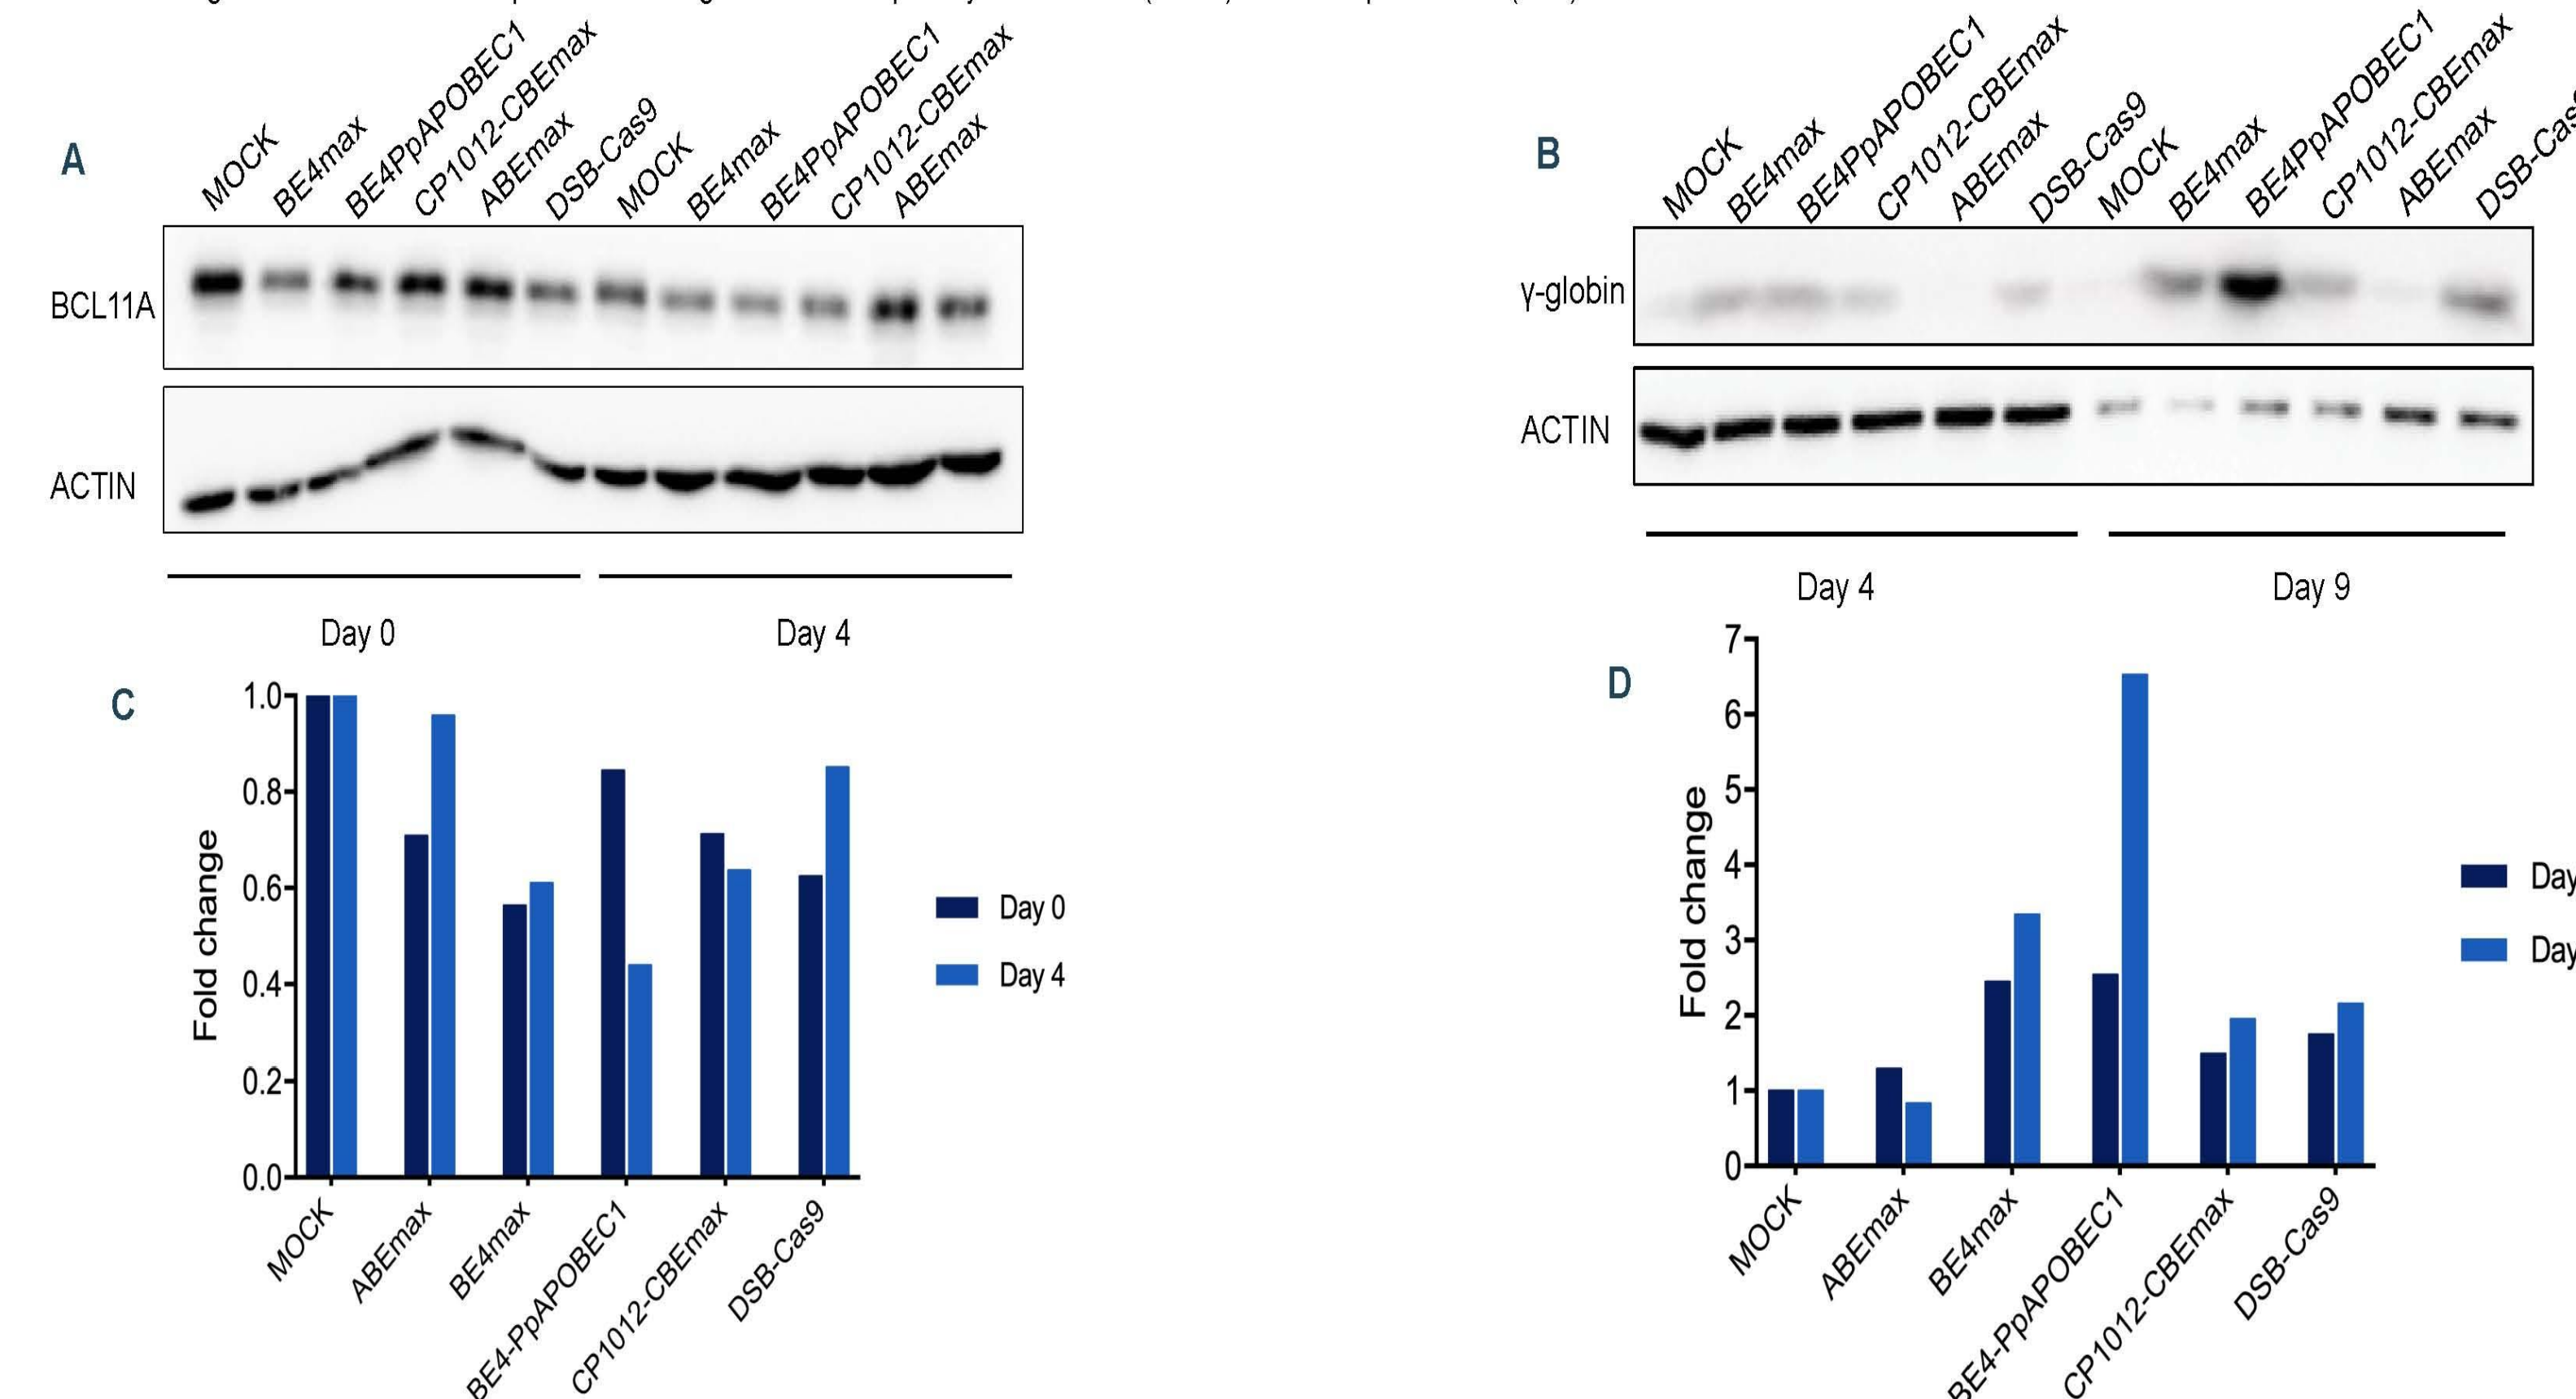 A
MOCK
BE4max
BE4PpAPOBEC1
CP1012-CBEmax
ABEmax
DSB-Cas9
MOCK
BE4max
BE4PpAPOBEC1
CP1012-CBEmax
ABEmax
BCL11A
ACTIN
Day 0
Day 4
B
MOCK
BE4max
BE4PpAPOBEC1
CP1012-CBEmax
ABEmax
DSB-Cas9
MOCK
BE4max
BE4PpAPOBEC1
CP1012-CBEmax
ABEmax
DSB-Cas9
γ-globin
ACTIN
Day 4
Day 9
C
Fold change
1.0
0.8
0.6
0.4
0.2
0.0
MOCK
ABEmax
BE4max
BE4-PpAPOBEC1
CP1012-CBEmax
DSB-Cas9
Day 0
Day 4
D
Fold change
7
6
5
4
3
2
1
0
MOCK
ABEmax
BE4max
BE4-PpAPOBEC1
CP1012-CBEmax
DSB-Cas9
Day
Day